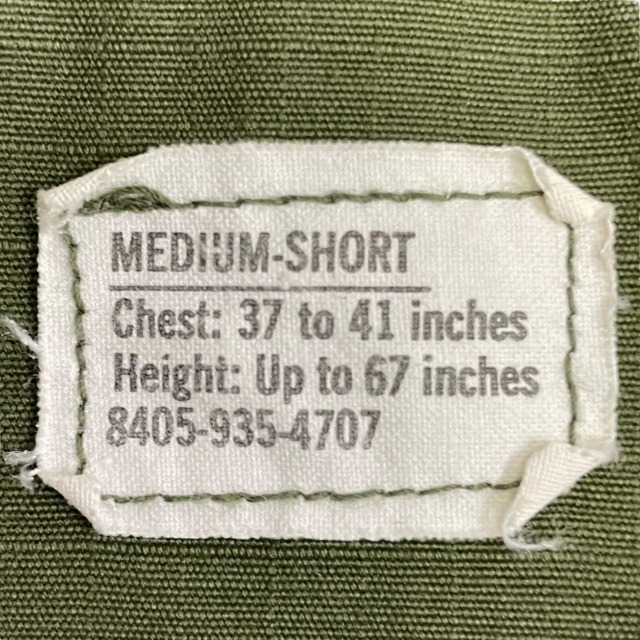 MEDIUM-SHORT
Chest: 37 to 41 inches
Height: Up to 67 inches
8405-935-4707